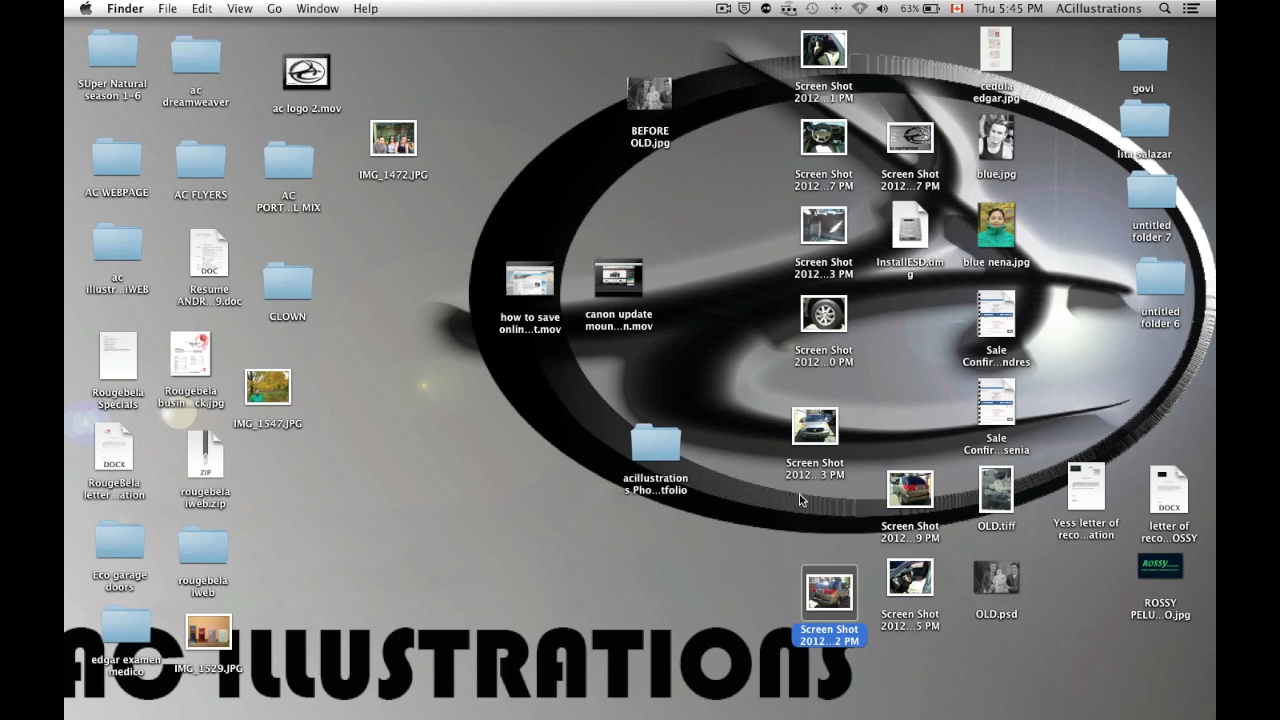 Finder File Edit View Go Window Help
63% Thu 5:45 PM ACillustrations
SUper Natural
season 1-6
ac
dreamweaver
ac logo 2.mov
BEFORE
OLD.jpg
Screen Shot
2012...1 PM
cedula
edgar.jpg
govi
AC WEBPAGE
AC FLYERS
AC
PORT...L MIX
IMG_1472.JPG
Screen Shot
2012...7 PM
Screen Shot
2012...7 PM
blue.jpg
lita salazar
ac
illustr...iWEB
DOC
Resume
ANDR...9.doc
CLOWN
how to save
onlin...t.mov
canon update
moun...n.mov
Screen Shot
2012...3 PM
InstallESD.dm
g
blue nena.jpg
untitled
folder 7
Screen Shot
2012...0 PM
Sale
Confir...ndres
untitled
folder 6
Rougebela
Specials
Rougebela
busin...ck.jpg
IMG_1547.JPG
Screen Shot
2012...3 PM
Sale
Confir...senia
DOCX
RougeBela
letter...ation
ZIP
rougebela
iweb.zip
acillustration
s Pho...tfolio
Screen Shot
2012...9 PM
OLD.tiff
Yess letter of
reco...ation
DOCX
letter of
reco...OSSY
Eco garage
doors
rougebela
iweb
Screen Shot
2012...2 PM
Screen Shot
2012...5 PM
OLD.psd
ROSSY
ROSSY
PELU...O.jpg
edgar examen
medico
IMG_1529.JPG
AC ILLUSTRATIONS